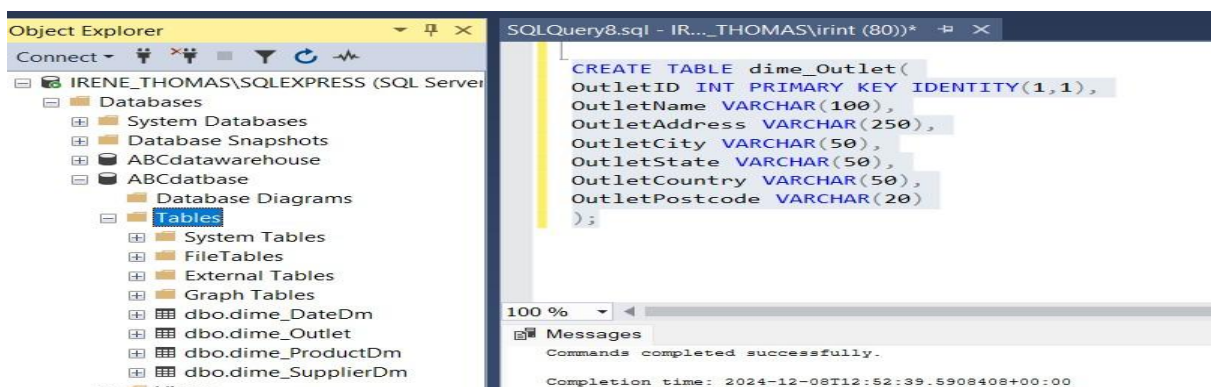 Object Explorer
Connect
IRENE_THOMAS\SQLEXPRESS (SQL Server
Databases
System Databases
Database Snapshots
ABCdatawarehouse
ABCdatbase
Database Diagrams
Tables
System Tables
FileTables
External Tables
Graph Tables
dbo.dime_DateDm
dbo.dime_Outlet
dbo.dime_ProductDm
dbo.dime_SupplierDm
SQLQuery8.sql - IR..._THOMAS\irint (80))*
CREATE TABLE dime_Outlet(
OutletID INT PRIMARY KEY IDENTITY(1,1),
OutletName VARCHAR(100),
OutletAddress VARCHAR(250),
OutletCity VARCHAR(50),
OutletState VARCHAR(50),
OutletCountry VARCHAR(50),
OutletPostcode VARCHAR(20)
);
100 %
Messages
Commands completed successfully.
Completion time: 2024-12-08T12:52:39.5908408+00:00